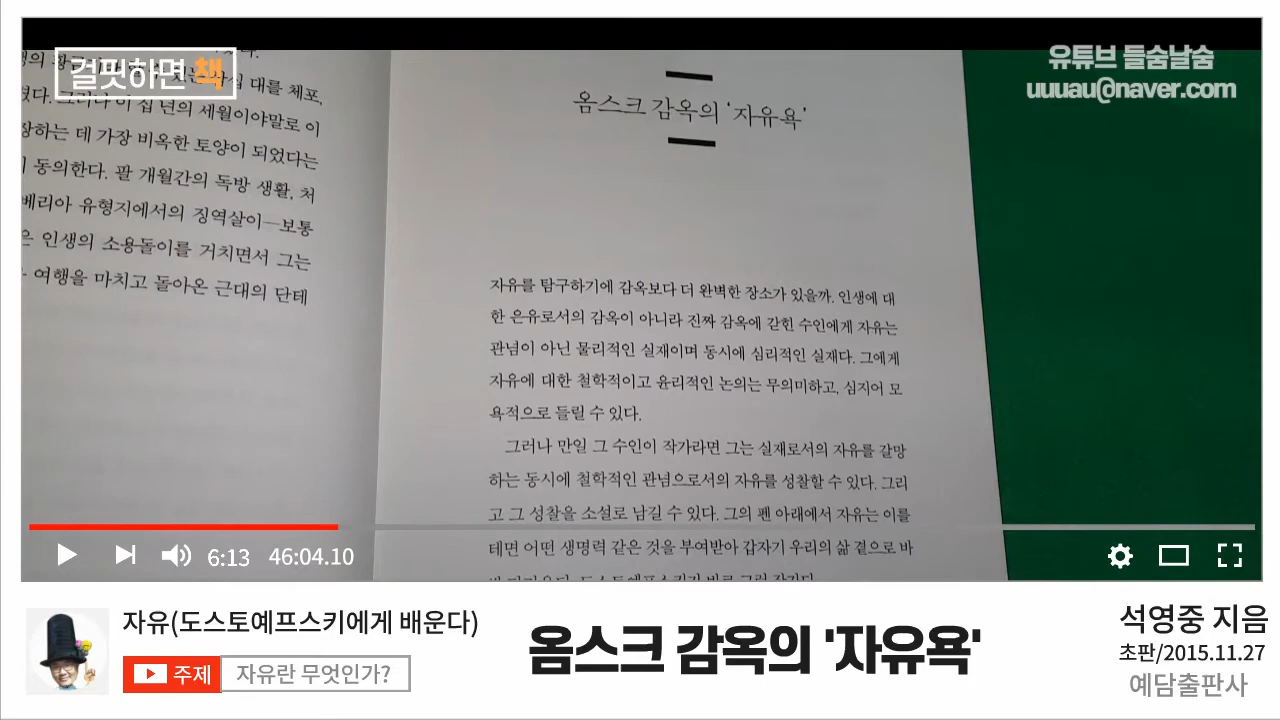 걸핏하면 책
유튜브 들숨날숨
uuuau@naver.com
대를 체포,
십 년의 세월이야말로 이
하는 데 가장 비옥한 토양이 되었다는
동의한다. 팔 개월간의 독방 생활, 처
베리아 유형지에서의 징역살이—보통
은 인생의 소용돌이를 거치면서 그는
여행을 마치고 돌아온 근대의 단테
옴스크 감옥의 '자유욕'
자유를 탐구하기에 감옥보다 더 완벽한 장소가 있을까. 인생에 대
한 은유로서의 감옥이 아니라 진짜 감옥에 갇힌 수인에게 자유는
관념이 아닌 물리적인 실재이며 동시에 심리적인 실재다. 그에게
자유에 대한 철학적이고 윤리적인 논의는 무의미하고, 심지어 모
욕적으로 들릴 수 있다.
그러나 만일 그 수인이 작가라면 그는 실재로서의 자유를 갈망
하는 동시에 철학적인 관념으로서의 자유를 성찰할 수 있다. 그리
고 그 성찰을 소설로 남길 수 있다. 그의 펜 아래에서 자유는 이를
테면 어떤 생명력 같은 것을 부여받아 갑자기 우리의 삶 곁으로 바
6:13 46:04.10
자유(도스토예프스키에게 배운다)
주제 자유란 무엇인가?
옴스크 감옥의 '자유욕'
석영중 지음
초판/2015.11.27
예담출판사